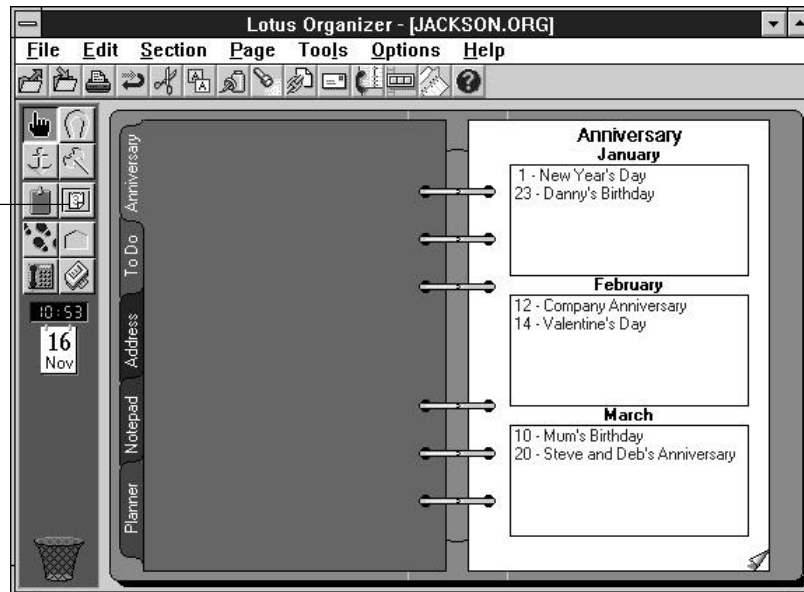 Lotus Organizer - [JACKSON.ORG]
File Edit Section Page Tools Options Help
10:53
16
Nov
Anniversary
To Do
Address
Notepad
Planner
Anniversary
January
1 - New Year's Day
23 - Danny's Birthday
February
12 - Company Anniversary
14 - Valentine's Day
March
10 - Mum's Birthday
20 - Steve and Deb's Anniversary